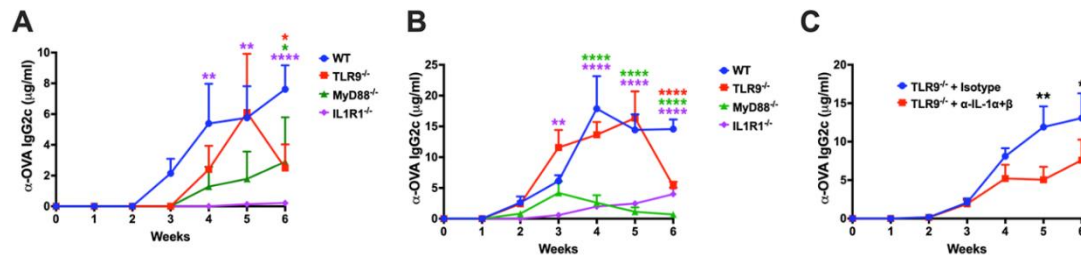 A
α-OVA IgG2c (μg/ml)
10
8
6
4
2
0
0 1 2 3 4 5 6
Weeks
** ** * * ****
WT
TLR9-/-
MyD88-/-
IL1R1-/-
B
α-OVA IgG2c (μg/ml)
25
20
15
10
5
0
0 1 2 3 4 5 6
Weeks
** **** **** **** **** **** **** ****
WT
TLR9-/-
MyD88-/-
IL1R1-/-
C
α-OVA IgG2c (μg/ml)
20
15
10
5
0
0 1 2 3 4 5 6
Weeks
TLR9-/- + Isotype
TLR9-/- + α-IL-1α+β
**